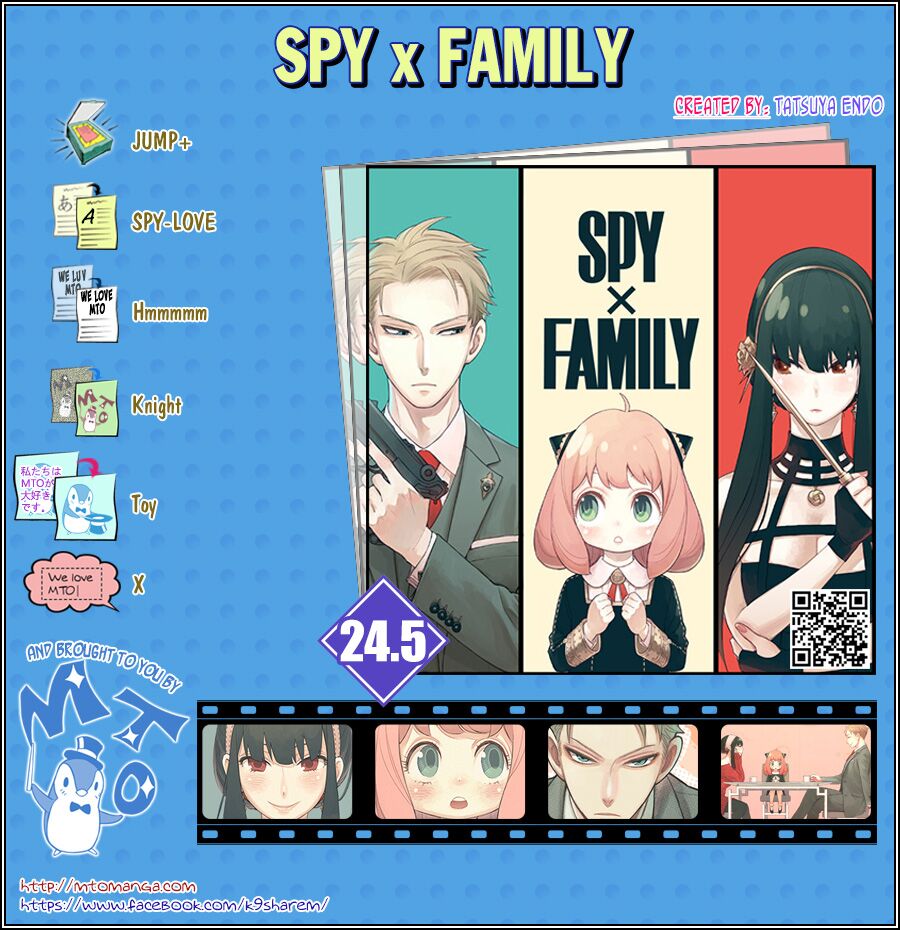 SPY x FAMILY
CREATED BY: TATSUYA ENDO
JUMP+
あ
A
SPY-LOVE
WE LUV
MTO
WE LOVE
MTO
Hmmmmm
MTO
Knight
私たちは
MTOが
大好き
です。
Toy
We love
MTO|
X
SPY
×
FAMILY
24.5
AND BROUGHT TO YOU BY
MTO
http://mtomanga.com
https://www.facebook.com/k9sharem/